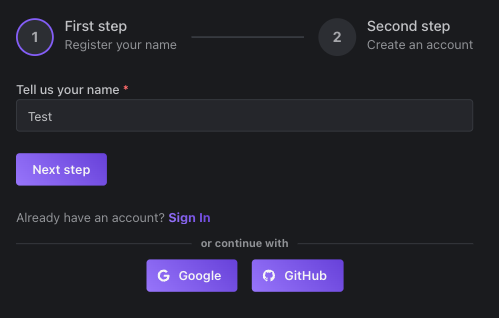 1
First step
Register your name
2
Second step
Create an account
Tell us your name *
Test
Next step
Already have an account? Sign In
or continue with
Google
GitHub